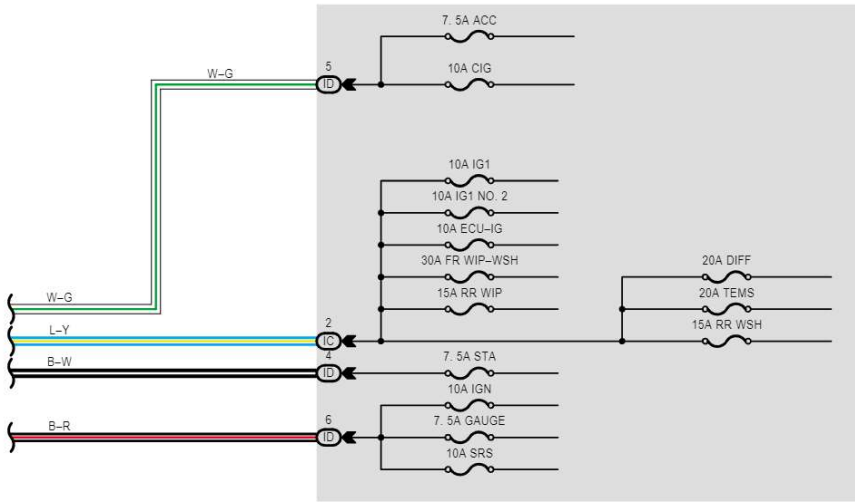 7. 5A ACC
5
W–G
10A CIG
ID
10A IG1
10A IG1 NO. 2
10A ECU–IG
30A FR WIP–WSH
20A DIFF
W–G
15A RR WIP
20A TEMS
L–Y
2
15A RR WSH
IC
B–W
4
7. 5A STA
ID
10A IGN
B–R
6
7. 5A GAUGE
ID
10A SRS